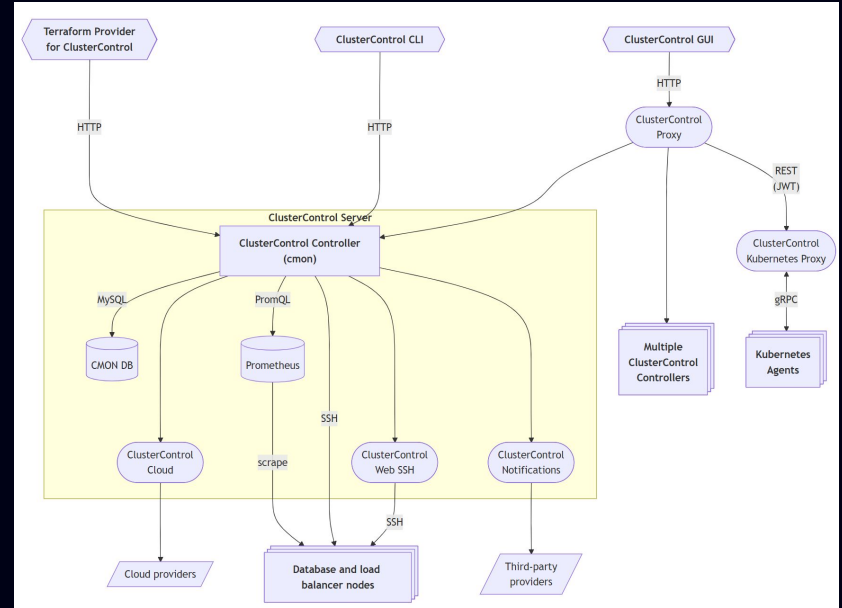 Terraform Provider
for ClusterControl
ClusterControl CLI
ClusterControl GUI
HTTP
HTTP
HTTP
ClusterControl
Proxy
REST
(JWT)
ClusterControl Server
ClusterControl Controller
(cmon)
ClusterControl
Kubernetes Proxy
MySQL
PromQL
gRPC
CMON DB
Prometheus
Multiple
ClusterControl
Controllers
Kubernetes
Agents
SSH
ClusterControl
Cloud
scrape
ClusterControl
Web SSH
ClusterControl
Notifications
SSH
Cloud providers
Database and load
balancer nodes
Third-party
providers